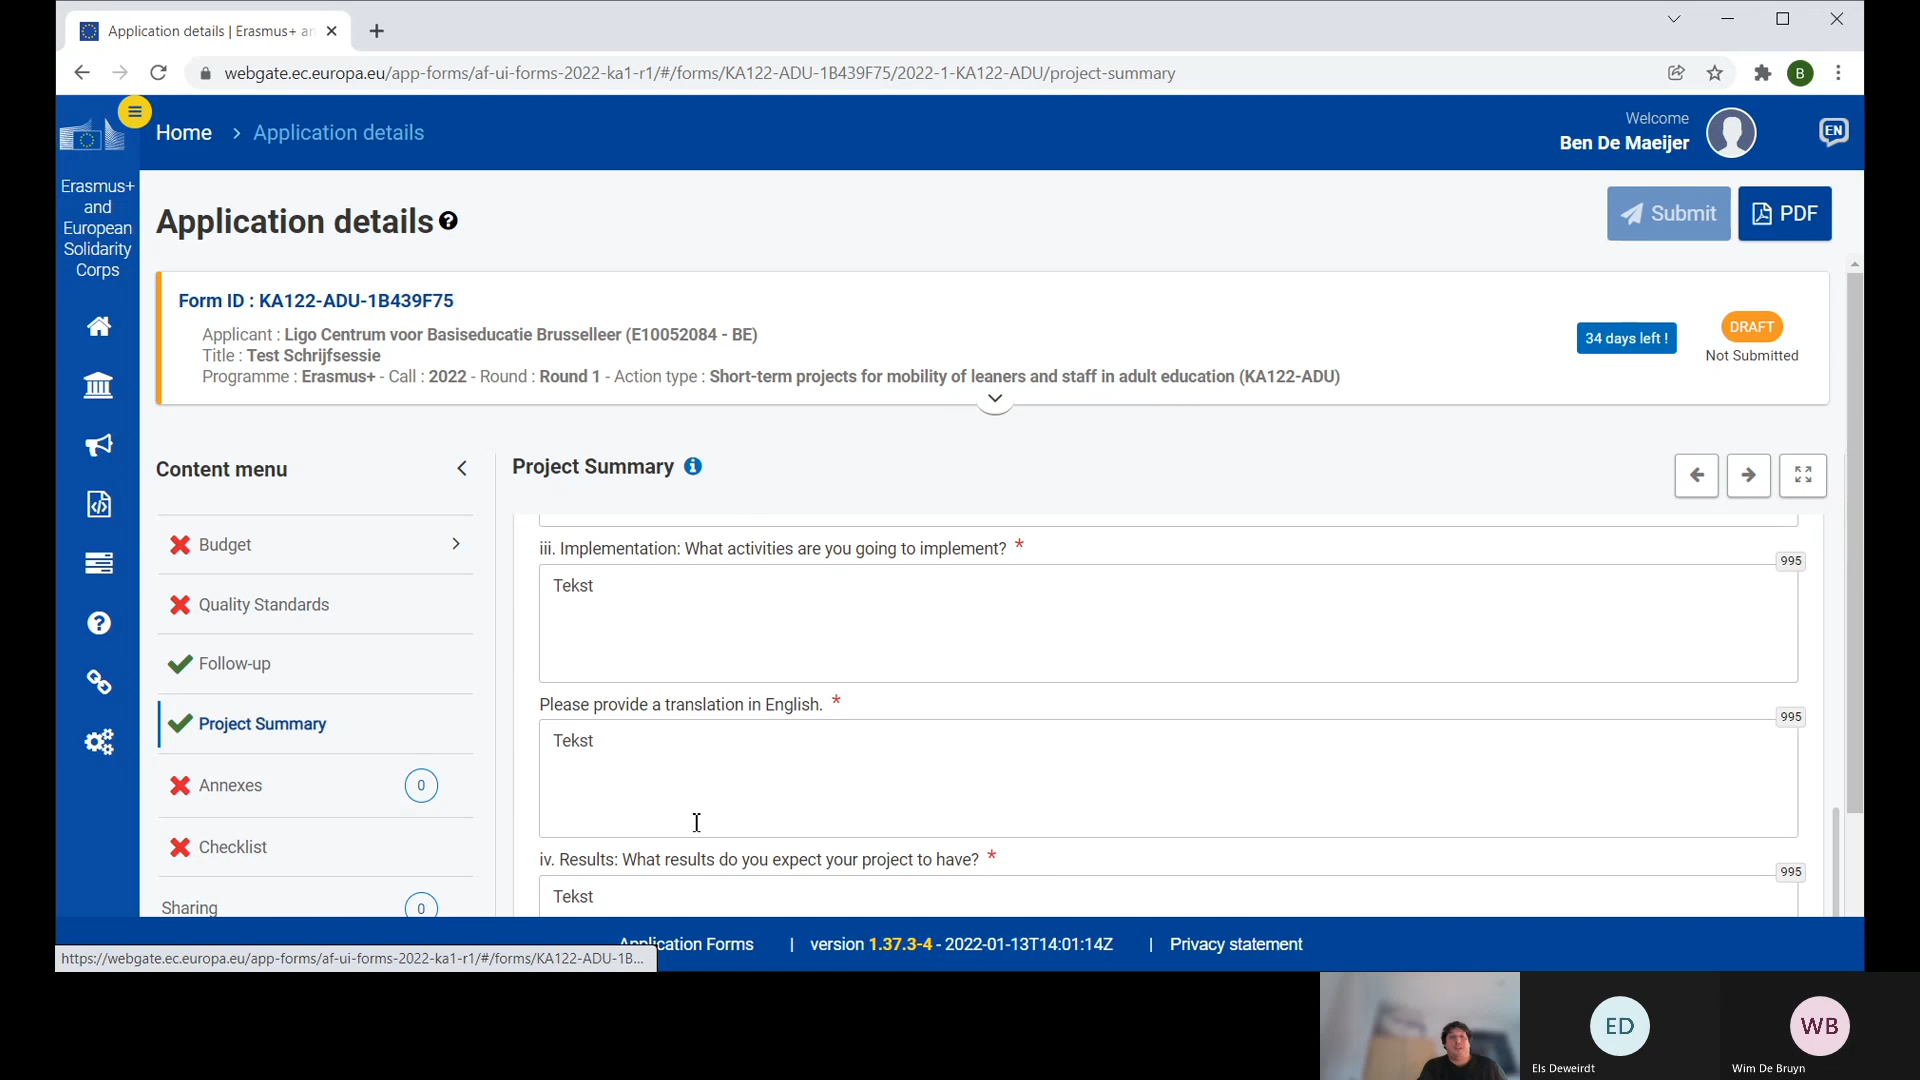 Application details | Erasmus+ an
webgate.ec.europa.eu/app-forms/af-ui-forms-2022-ka1-r1/#/forms/KA122-ADU-1B439F75/2022-1-KA122-ADU/project-summary
B
Home > Application details
Welcome
Ben De Maeijer
EN
Erasmus+
and
European
Solidarity
Corps
Application details
Submit
PDF
Form ID : KA122-ADU-1B439F75
Applicant : Ligo Centrum voor Basiseducatie Brusselleer (E10052084 - BE)
Title : Test Schrijfsessie
Programme : Erasmus+ - Call : 2022 - Round : Round 1 - Action type : Short-term projects for mobility of leaners and staff in adult education (KA122-ADU)
34 days left !
DRAFT
Not Submitted
Content menu
Budget
Quality Standards
Follow-up
Project Summary
Annexes
0
Checklist
Sharing
0
Project Summary
iii. Implementation: What activities are you going to implement? *
995
Tekst
Please provide a translation in English. *
995
Tekst
iv. Results: What results do you expect your project to have? *
995
Tekst
Application Forms | version 1.37.3-4 - 2022-01-13T14:01:14Z | Privacy statement
https://webgate.ec.europa.eu/app-forms/af-ui-forms-2022-ka1-r1/#/forms/KA122-ADU-1B...
ED
Els Deweirdt
WB
Wim De Bruyn